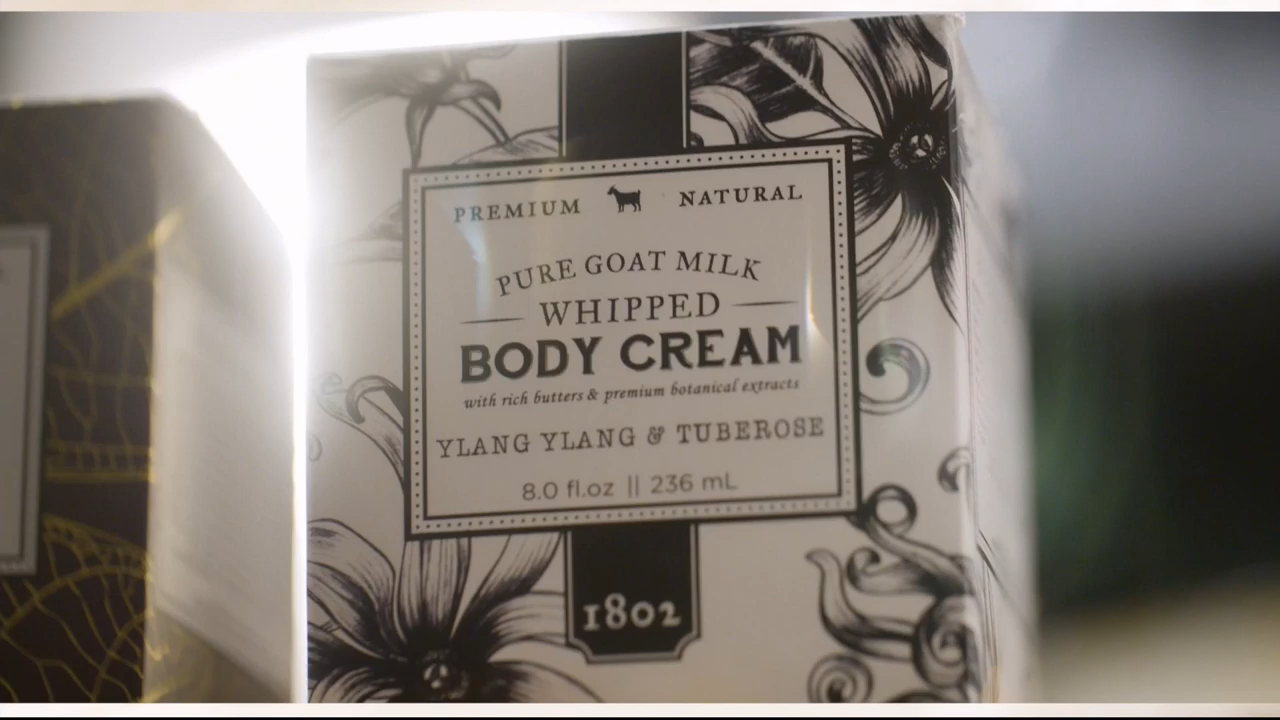 PREMIUM NATURAL
PURE GOAT MILK
WHIPPED
BODY CREAM
with rich butters & premium botanical extracts
YLANG YLANG & TUBEROSE
8.0 fl.oz || 236 mL
1802